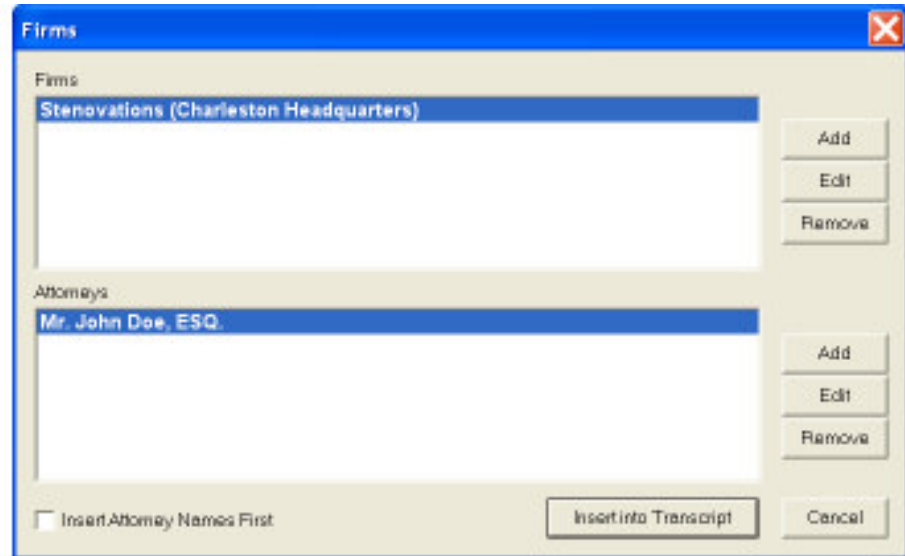 Firms
Firms
Stenovations (Charleston Headquarters)
Add
Edit
Remove
Attorneys
Mr. John Doe, ESQ.
Add
Edit
Remove
Insert Attorney Names First
Insert into Transcript
Cancel